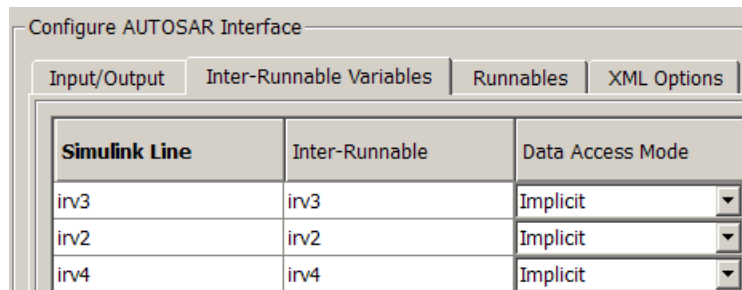 Configure AUTOSAR Interface
Input/Output Inter-Runnable Variables Runnables XML Options
Simulink Line Inter-Runnable Data Access Mode
irv3 irv3 Implicit
irv2 irv2 Implicit
irv4 irv4 Implicit